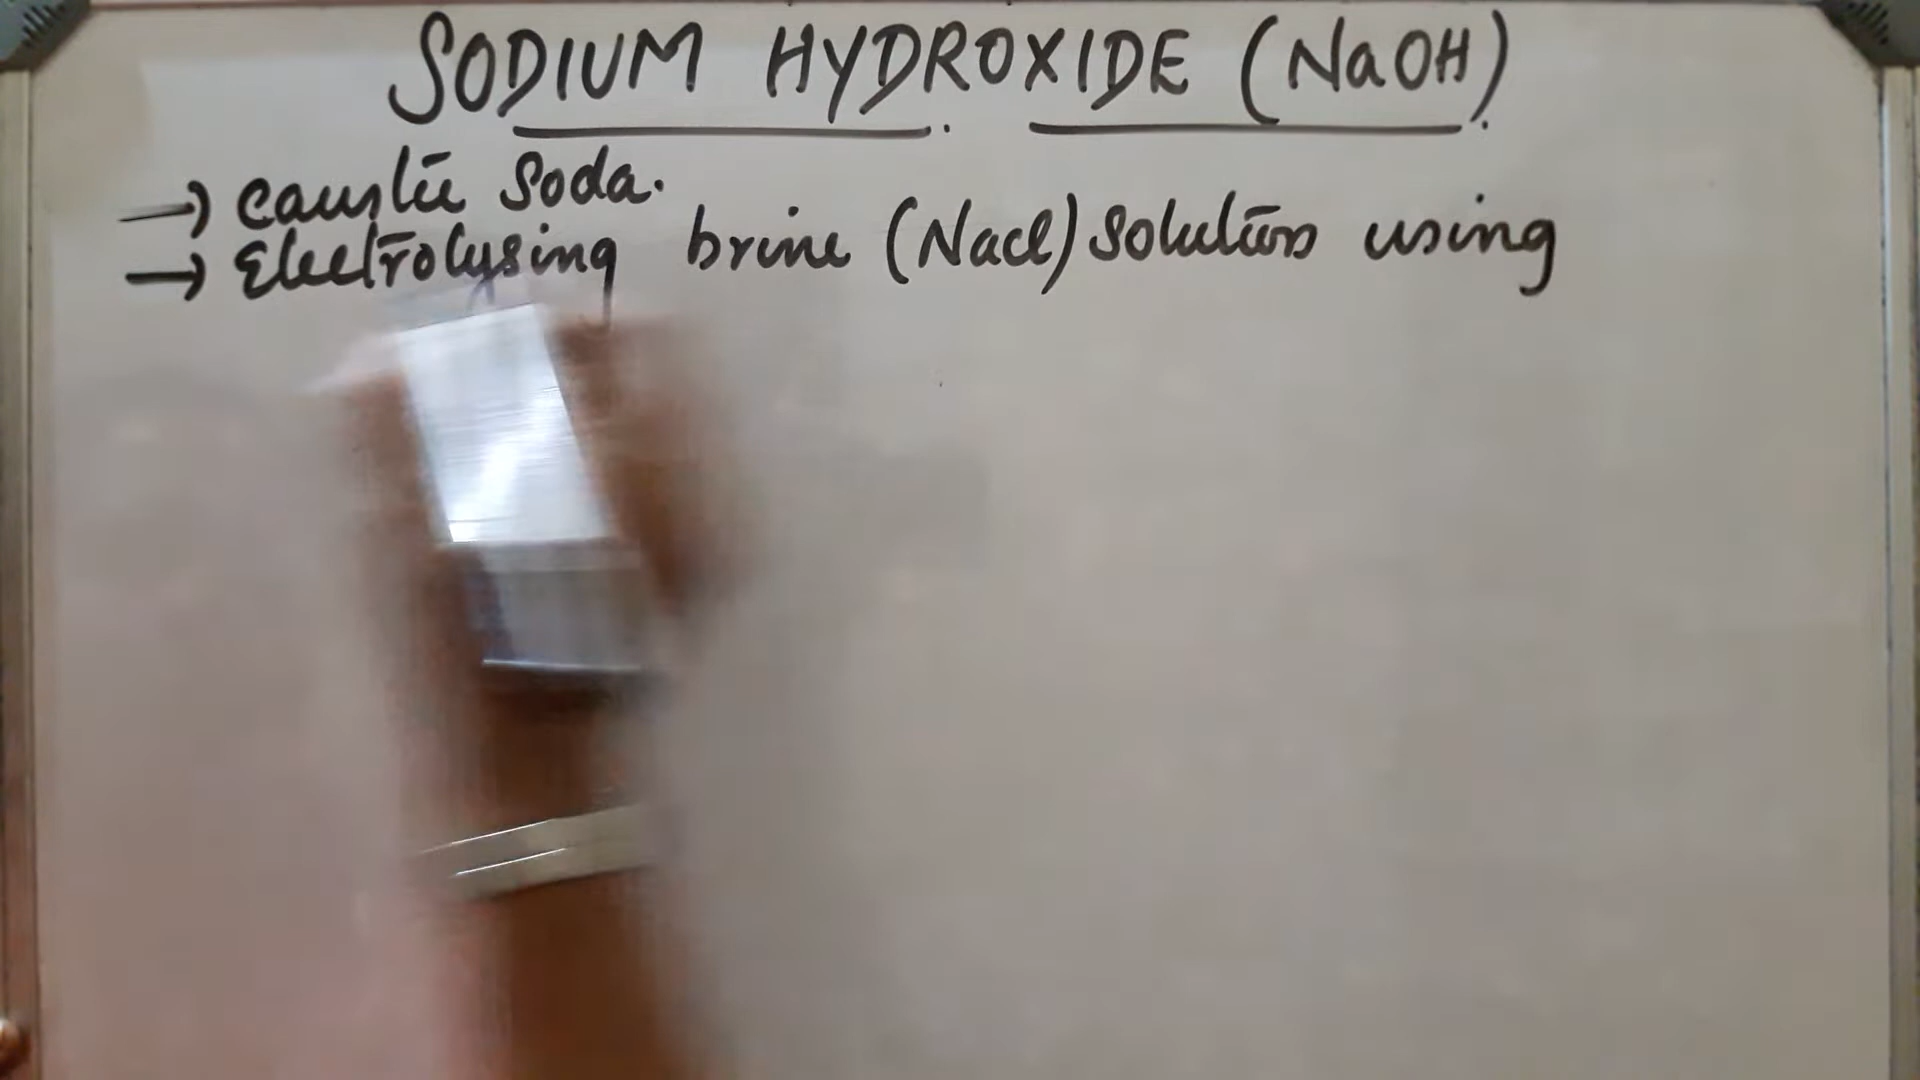 SODIUM HYDROXIDE (NaOH)
→ Caustic Soda.
→ Electrolysing brine (NaCl) Solution using